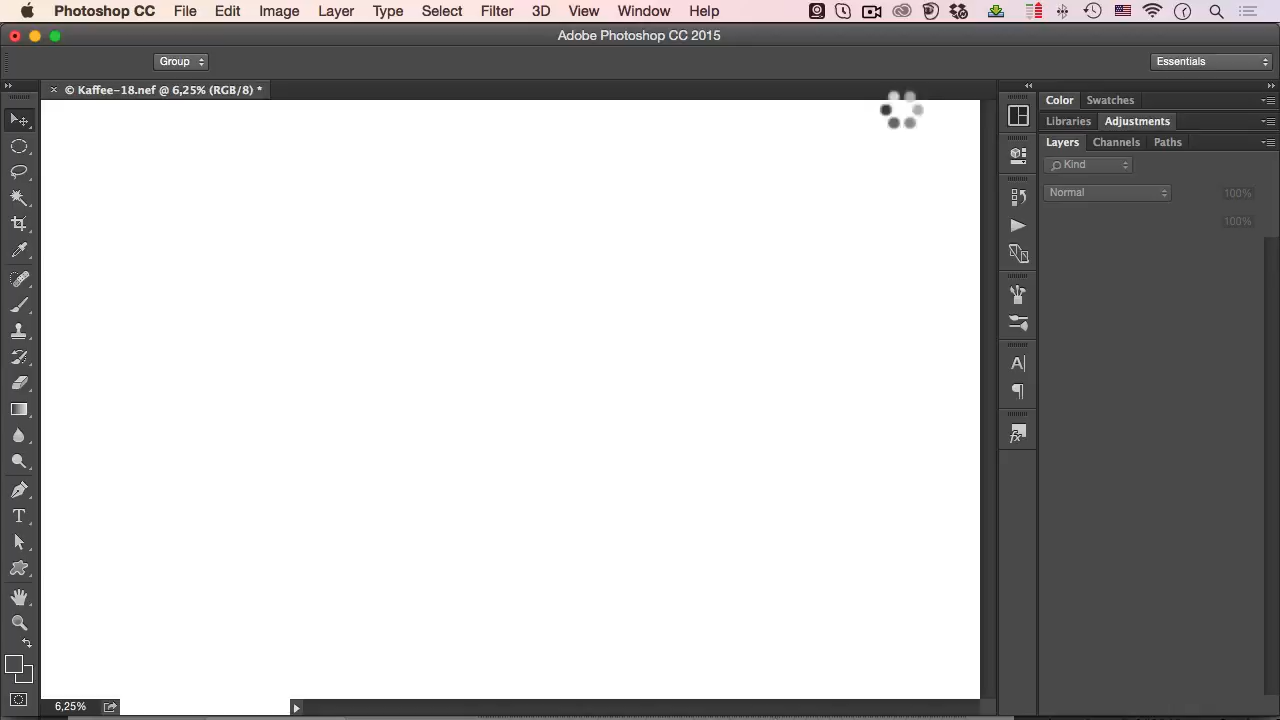 Photoshop CC File Edit Image Layer Type Select Filter 3D View Window Help
Adobe Photoshop CC 2015
Group
Essentials
© Kaffee-18.nef @ 6,25% (RGB/8) *
Color Swatches
Libraries Adjustments
Layers Channels Paths
Kind
Normal
100%
100%
6,25%